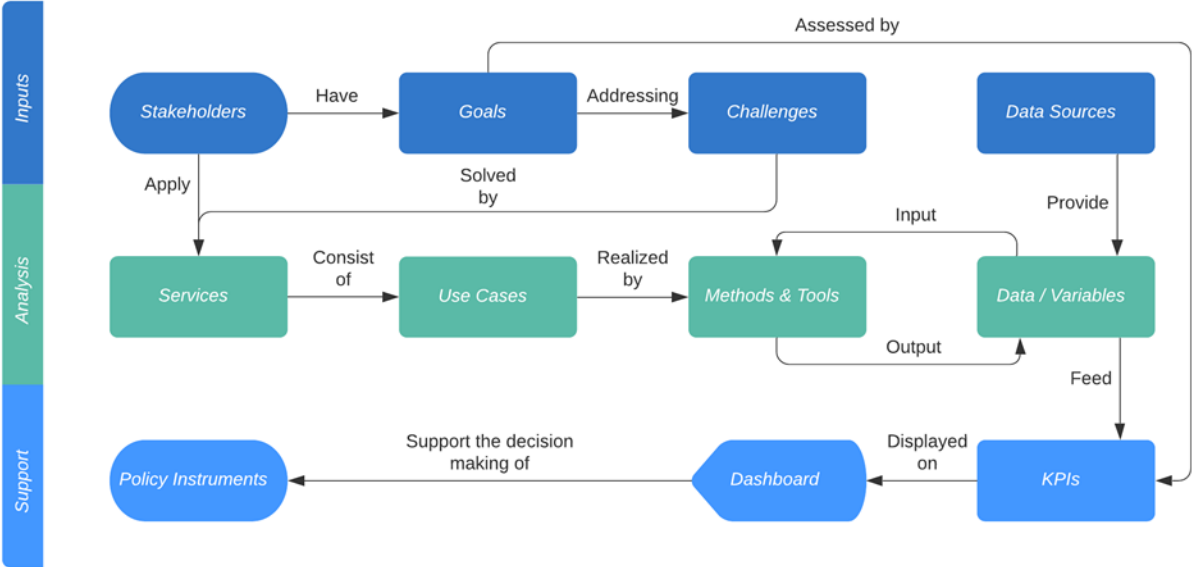 Assessed by
Inputs
Stakeholders
Have
Goals
Addressing
Challenges
Data Sources
Apply
Solved
by
Provide
Input
Analysis
Services
Consist
of
Use Cases
Realized
by
Methods & Tools
Data / Variables
Output
Feed
Support
Policy Instruments
Support the decision
making of
Dashboard
Displayed
on
KPIs